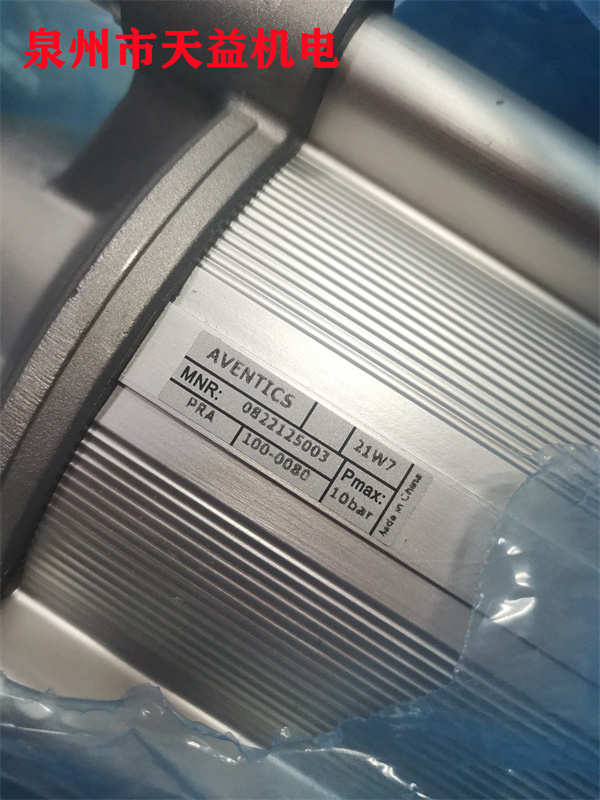 泉州市天益机电
AVENTICS 21W7
MNR: 0822125003 Pmax:
PRA 100-0080 10bar
Made in China